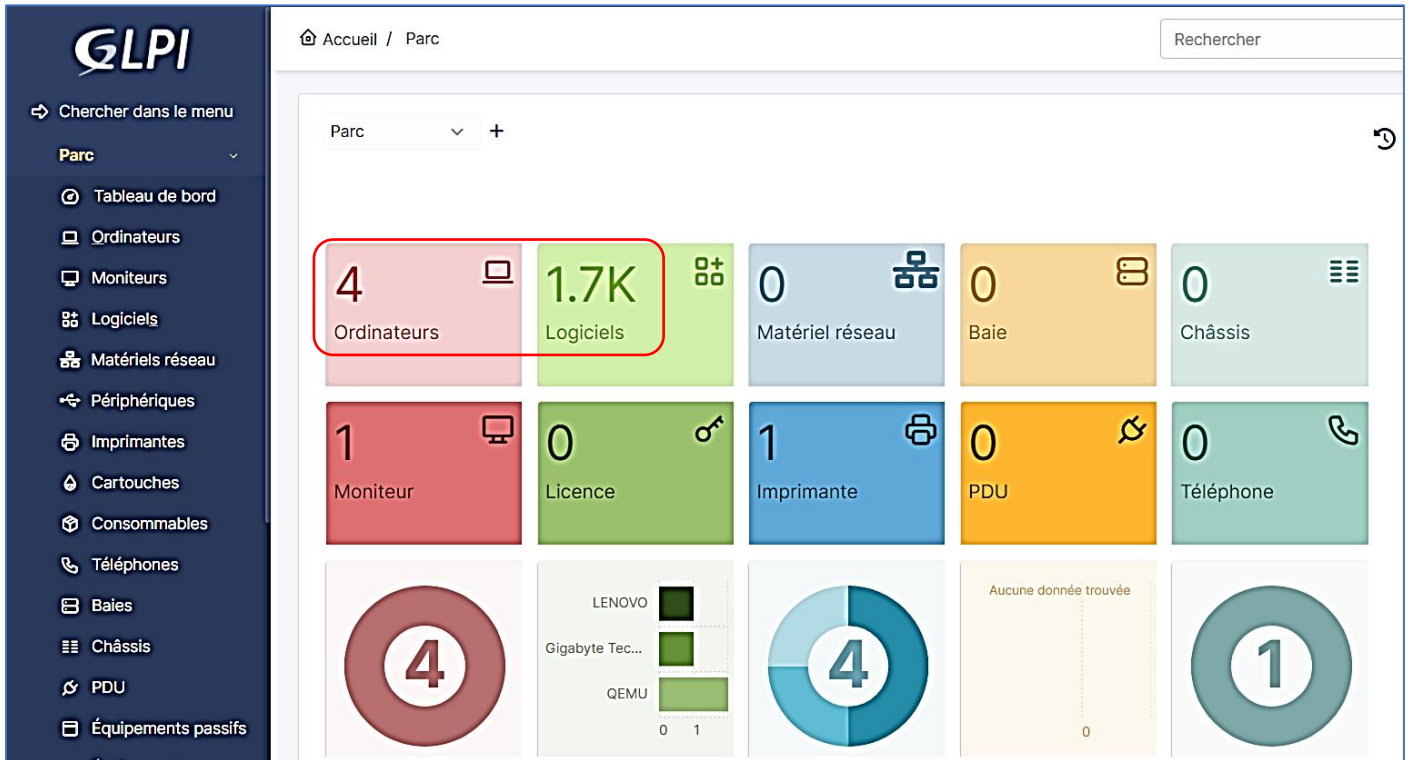 GLPI
Accueil / Parc
Rechercher
Chercher dans le menu
Parc
Tableau de bord
Ordinateurs
Moniteurs
Logiciels
Matériels réseau
Périphériques
Imprimantes
Cartouches
Consommables
Téléphones
Baies
Châssis
PDU
Équipements passifs
Parc +
4
Ordinateurs
1.7K
Logiciels
0
Matériel réseau
0
Baie
0
Châssis
1
Moniteur
0
Licence
1
Imprimante
0
PDU
0
Téléphone
4
LENOVO
Gigabyte Tec...
QEMU
0 1
4
Aucune donnée trouvée
0
1